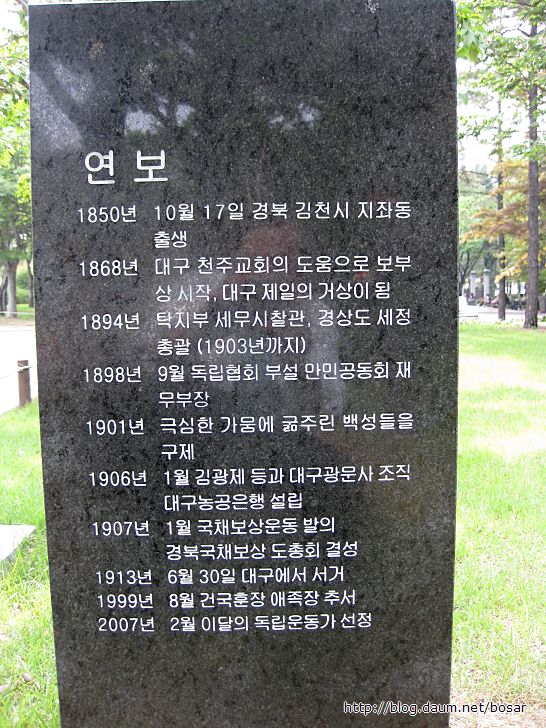 연보
1850년 10월 17일 경북 김천시 지좌동
출생
1868년 대구 천주교회의 도움으로 보부
상 시작, 대구 제일의 거상이 됨
1894년 탁지부 세무시찰관, 경상도 세정
총괄 (1903년까지)
1898년 9월 독립협회 부설 만민공동회 재
무부장
1901년 극심한 가뭄에 굶주린 백성들을
구제
1906년 1월 김광제 등과 대구광문사 조직
대구농공은행 설립
1907년 1월 국채보상운동 발의
경북국채보상 도총회 결성
1913년 6월 30일 대구에서 서거
1999년 8월 건국훈장 애족장 추서
2007년 2월 이달의 독립운동가 선정
http://blog.daum.net/bosar